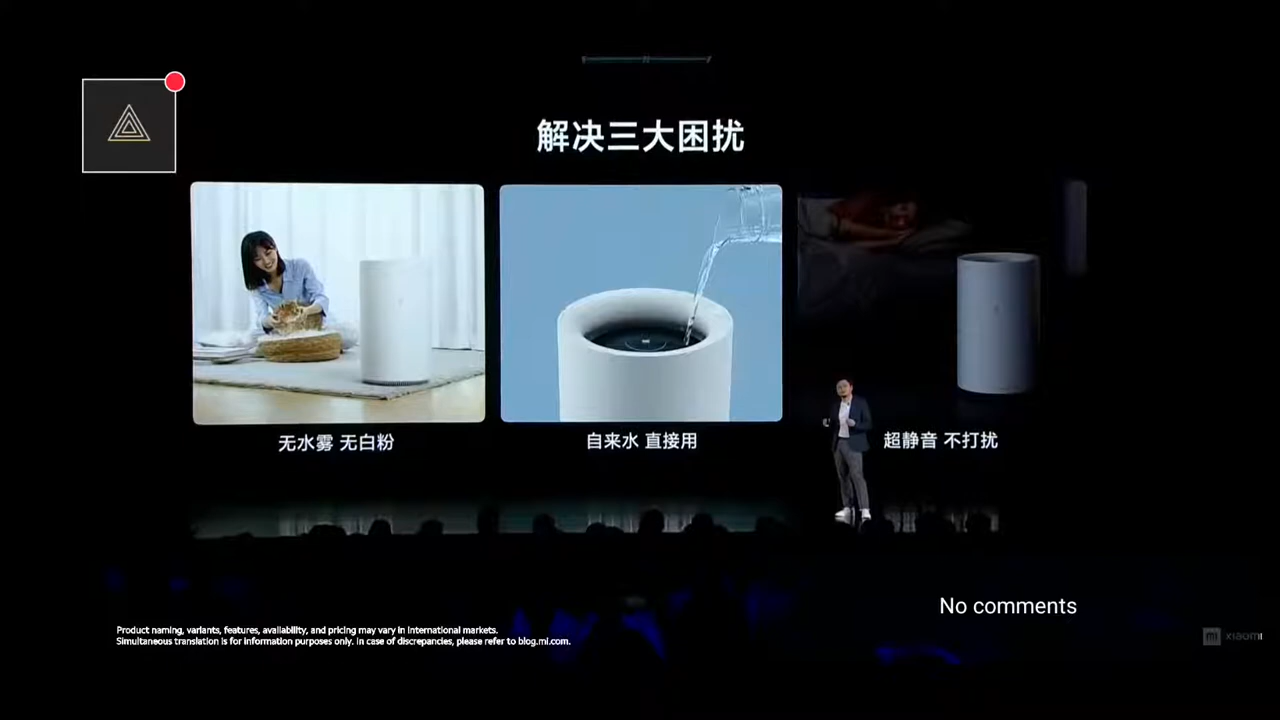 解决三大困扰
无水雾 无白粉
自来水 直接用
超静音 不打扰
No comments
Product naming, variants, features, availability, and pricing may vary in international markets.
Simultaneous translation is for information purposes only. In case of discrepancies, please refer to blog.mi.com.
mi xiaomi